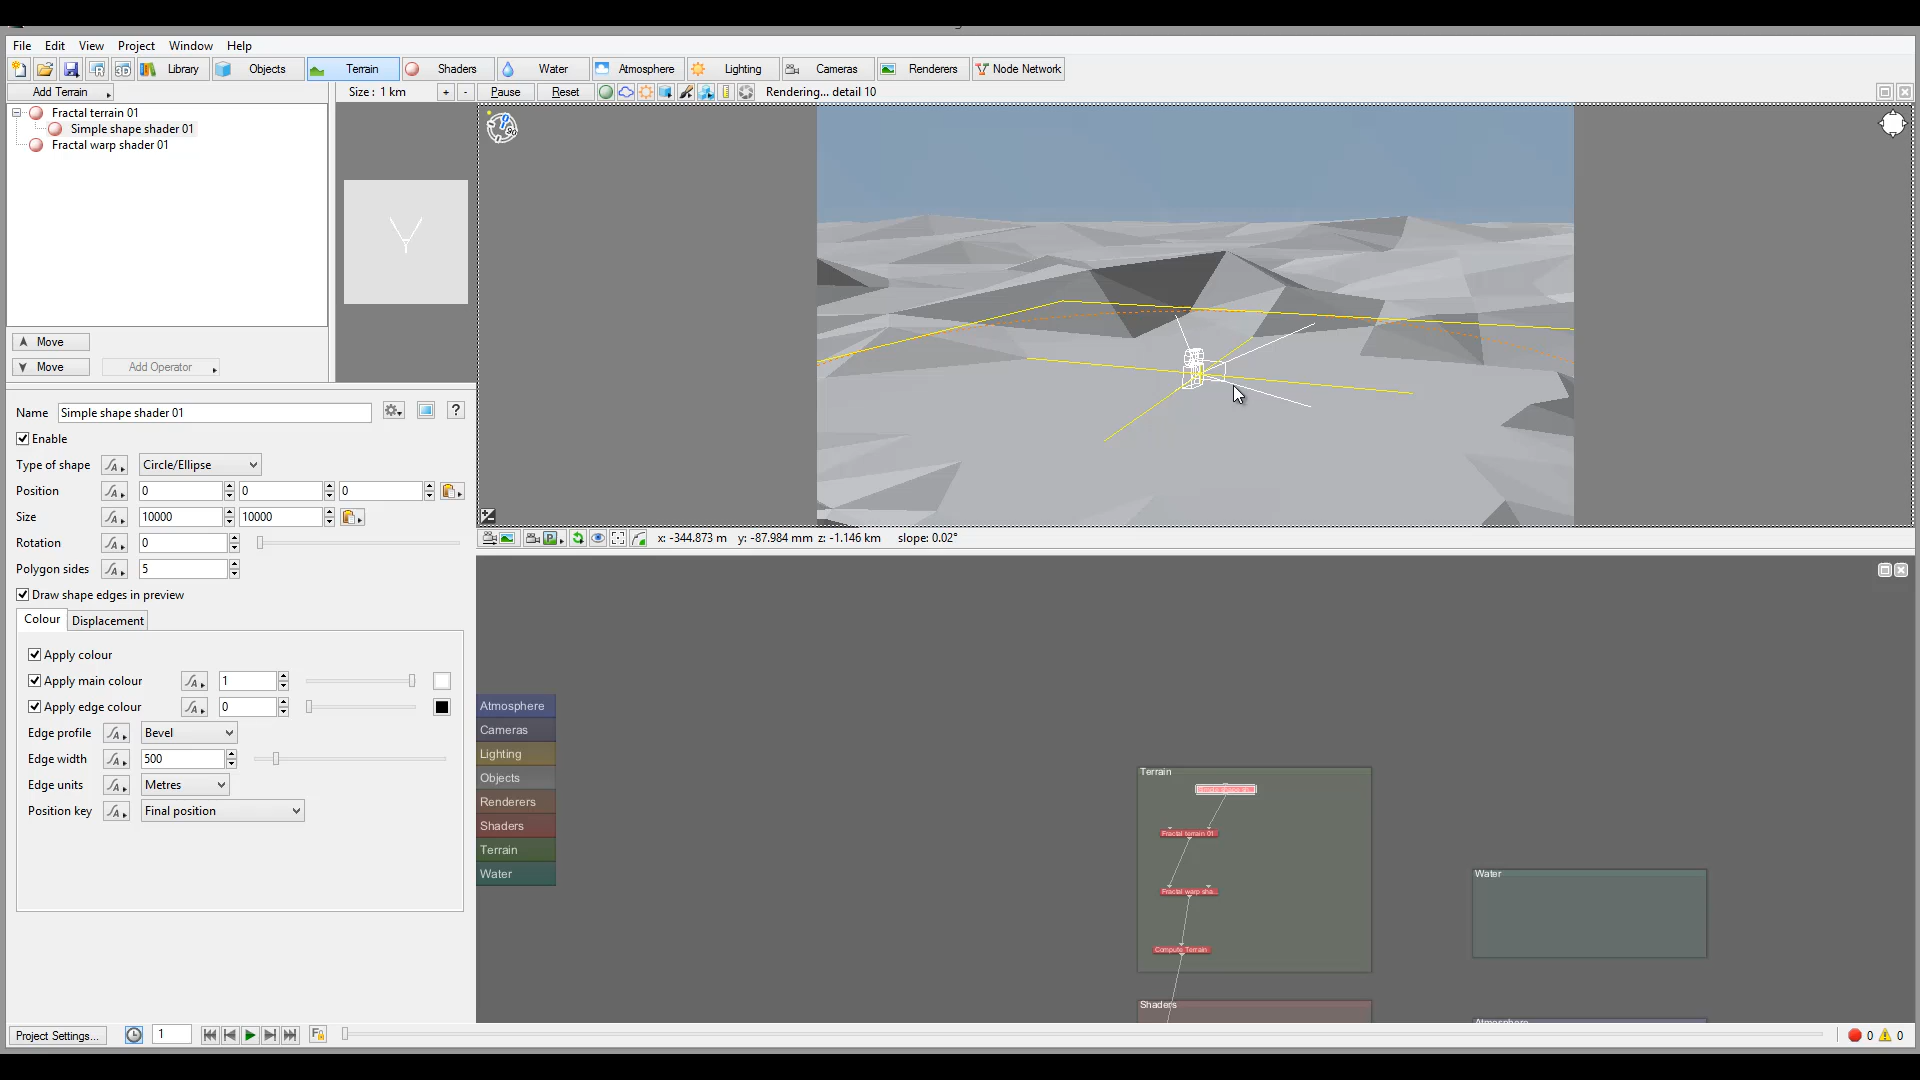 File Edit View Project Window Help
Library Objects Terrain Shaders Water Atmosphere Lighting Cameras Renderers Node Network
Add Terrain Size : 1 km + - Pause Reset Rendering... detail 10
Fractal terrain 01
Simple shape shader 01
Fractal warp shader 01
Move
Move Add Operator
x: -344.873 m y: -87.984 mm z: -1.146 km slope: 0.02°
Name Simple shape shader 01 ?
Enable
Type of shape Circle/Ellipse
Position 0 0 0
Size 10000 10000
Rotation 0
Polygon sides 5
Draw shape edges in preview
Colour Displacement
Apply colour
Apply main colour 1
Apply edge colour 0
Edge profile Bevel
Edge width 500
Edge units Metres
Position key Final position
Atmosphere
Cameras
Lighting
Objects
Renderers
Shaders
Terrain
Water
Terrain
Fractal terrain 01
Fractal warp sha...
Compute Terrain
Shaders
Water
Atmosphere
Project Settings... 1 0 0